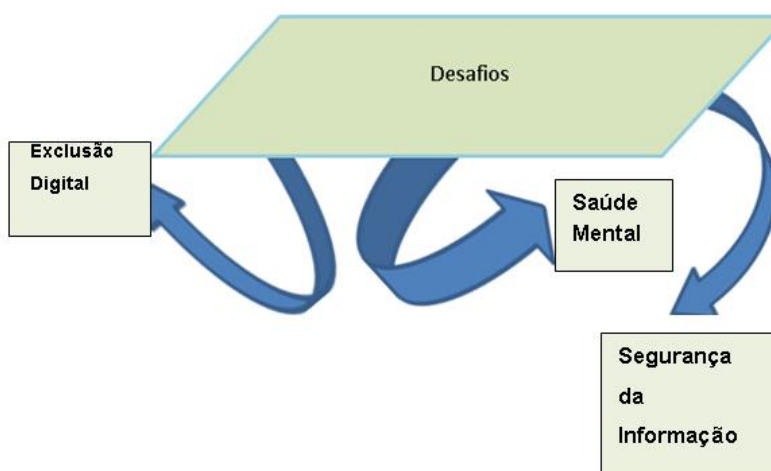 Desafios
Exclusão
Digital
Saúde
Mental
Segurança
da
Informação